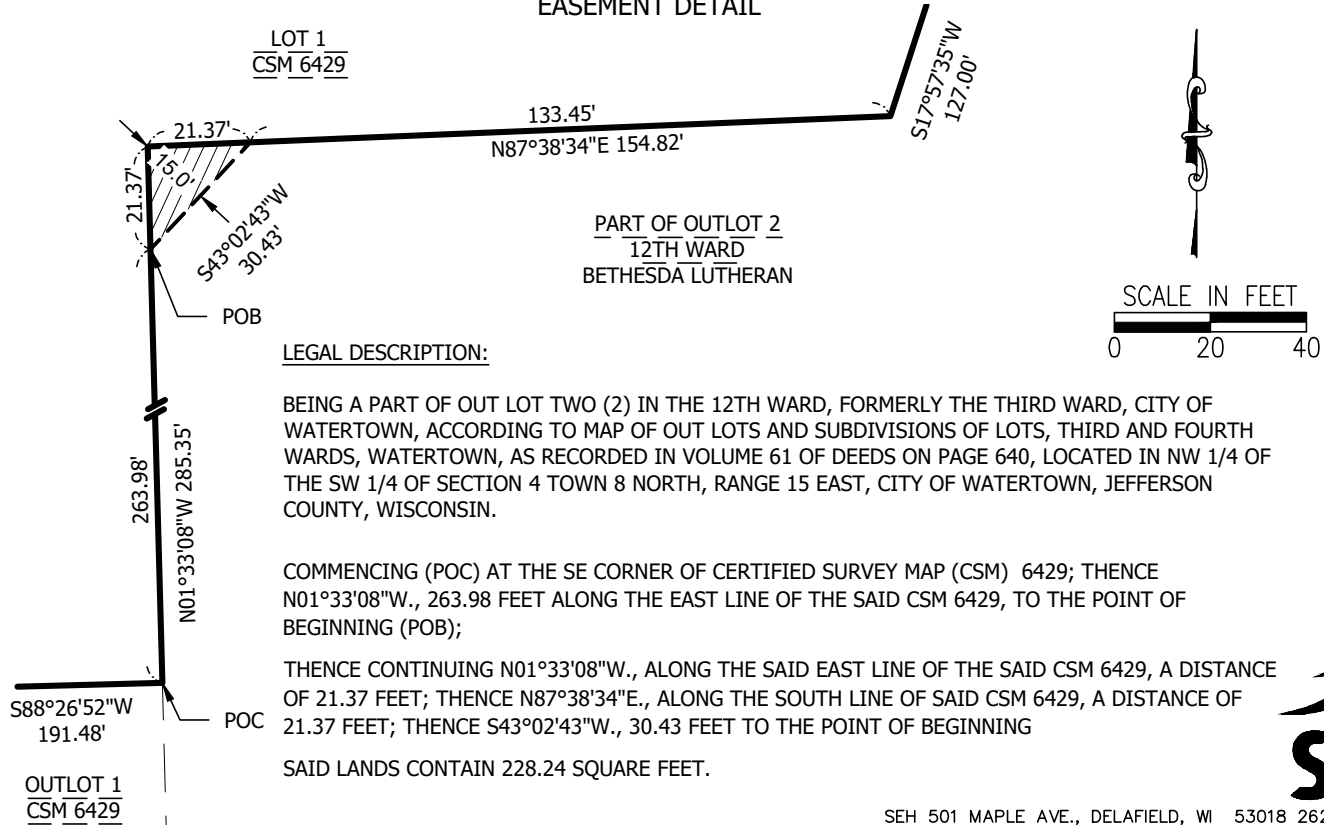 EASEMENT DETAIL
LOT 1
CSM 6429
21.37'
133.45'
N87°38'34"E 154.82'
S17°57'35"W
127.00'
15.0'
21.37'
S43°02'43"W
30.43'
PART OF OUTLOT 2
12TH WARD
BETHESDA LUTHERAN
POB
SCALE IN FEET
0 20 40
LEGAL DESCRIPTION:
BEING A PART OF OUT LOT TWO (2) IN THE 12TH WARD, FORMERLY THE THIRD WARD, CITY OF
WATERTOWN, ACCORDING TO MAP OF OUT LOTS AND SUBDIVISIONS OF LOTS, THIRD AND FOURTH
WARDS, WATERTOWN, AS RECORDED IN VOLUME 61 OF DEEDS ON PAGE 640, LOCATED IN NW 1/4 OF
THE SW 1/4 OF SECTION 4 TOWN 8 NORTH, RANGE 15 EAST, CITY OF WATERTOWN, JEFFERSON
COUNTY, WISCONSIN.
263.98'
N01°33'08"W 285.35'
COMMENCING (POC) AT THE SE CORNER OF CERTIFIED SURVEY MAP (CSM) 6429; THENCE
N01°33'08"W., 263.98 FEET ALONG THE EAST LINE OF THE SAID CSM 6429, TO THE POINT OF
BEGINNING (POB);
THENCE CONTINUING N01°33'08"W., ALONG THE SAID EAST LINE OF THE SAID CSM 6429, A DISTANCE
OF 21.37 FEET; THENCE N87°38'34"E., ALONG THE SOUTH LINE OF SAID CSM 6429, A DISTANCE OF
21.37 FEET; THENCE S43°02'43"W., 30.43 FEET TO THE POINT OF BEGINNING
SAID LANDS CONTAIN 228.24 SQUARE FEET.
S88°26'52"W
191.48'
POC
OUTLOT 1
CSM 6429
S
SEH 501 MAPLE AVE., DELAFIELD, WI 53018 262